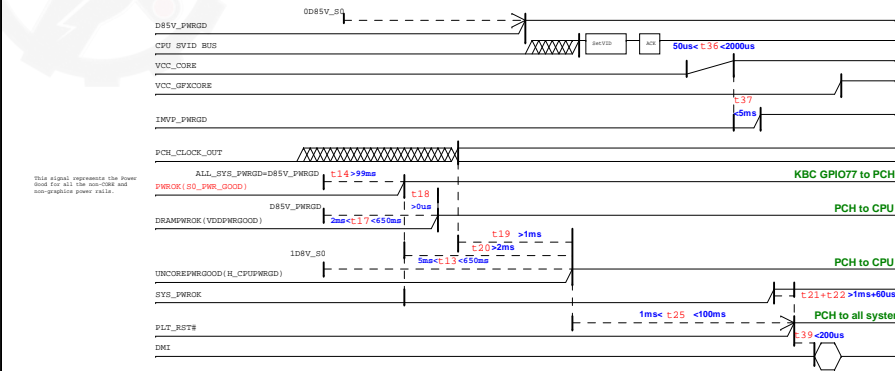 0D85V_S0
D85V_PWRGD
CPU SVID BUS
SetVID
ACK
50us< t36 <2000us
VCC_CORE
VCC_GFXCORE
t37
<5ms
IMVP_PWRGD
PCH_CLOCK_OUT
ALL_SYS_PWRGD=D85V_PWRGD
t14 >99ms
KBC GPIO77 to PCH
This signal represents the Power
Good for all the non-CORE and
non-graphics power rails.
PWROK(S0_PWR_GOOD)
t18
>0us
D85V_PWRGD
PCH to CPU
DRAMPWROK(VDDPWRGOOD)
2ms< t17 <650ms
t19 >1ms
t20 >2ms
1D8V_S0
5ms< t13 <650ms
PCH to CPU
UNCOREPWRGOOD(H_CPUPWRGD)
SYS_PWROK
t21+t22 >1ms+60us
1ms< t25 <100ms
PCH to all syster
PLT_RST#
t39 <200us
DMI